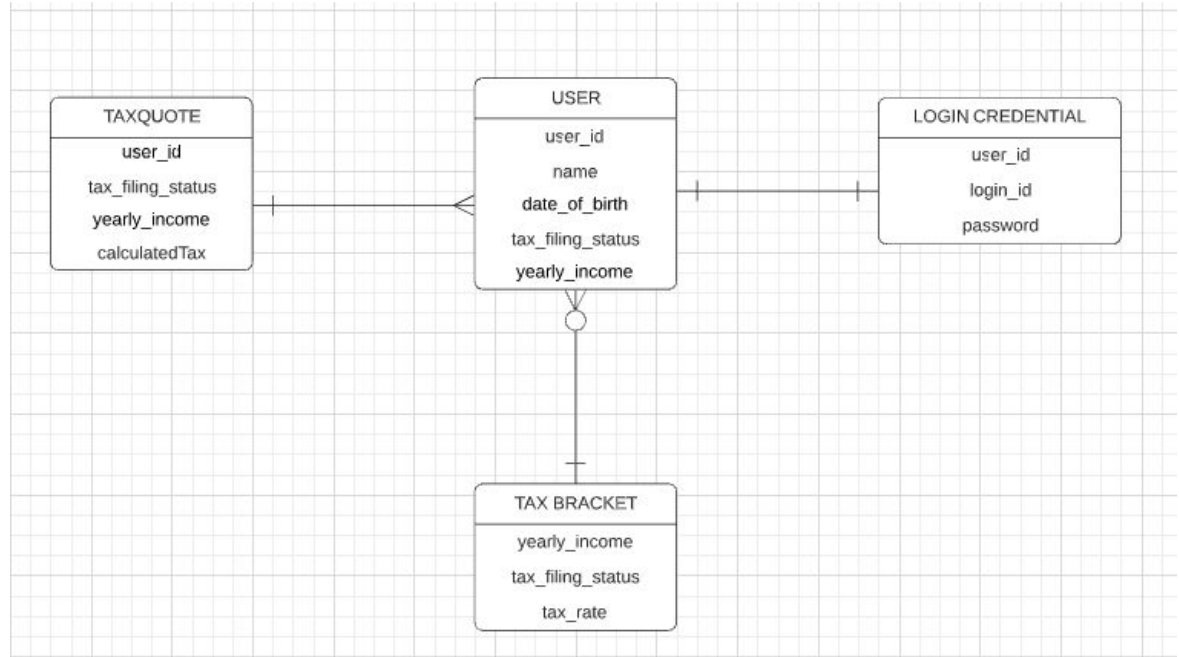 TAXQUOTE
user_id
tax_filing_status
yearly_income
calculatedTax
USER
user_id
name
date_of_birth
tax_filing_status
yearly_income
LOGIN CREDENTIAL
user_id
login_id
password
TAX BRACKET
yearly_income
tax_filing_status
tax_rate